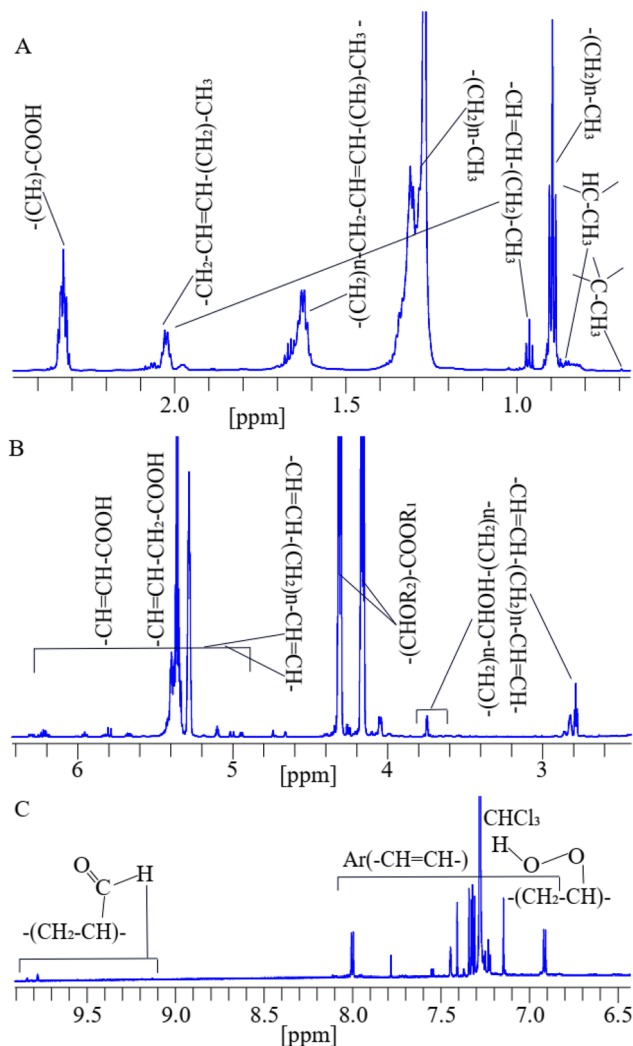 A
-(CH₂)-COOH
-CH₂-CH=CH-(CH₂)-CH₃
-(CH₂)n-CH₂-CH=CH-(CH₂)-CH₃ -
-(CH₂)n-CH₃
-CH=CH-(CH₂)-CH₃
-(CH₂)n-CH₃
HC-CH₃
C-CH₃
2.0
1.5
1.0
[ppm]
B
-CH=CH-COOH
-CH=CH-CH₂-COOH
-CH=CH-(CH₂)n-CH=CH-
-(CHOR₂)-COOR₁
-(CH₂)n-CHOH-(CH₂)n-
-CH=CH-(CH₂)n-CH=CH-
6
5
4
3
[ppm]
C
O
C
H
-(CH₂-CH)-
Ar(-CH=CH-)
CHCl₃
H
O
O
-(CH₂-CH)-
9.5
9.0
8.5
8.0
7.5
7.0
6.5
[ppm]